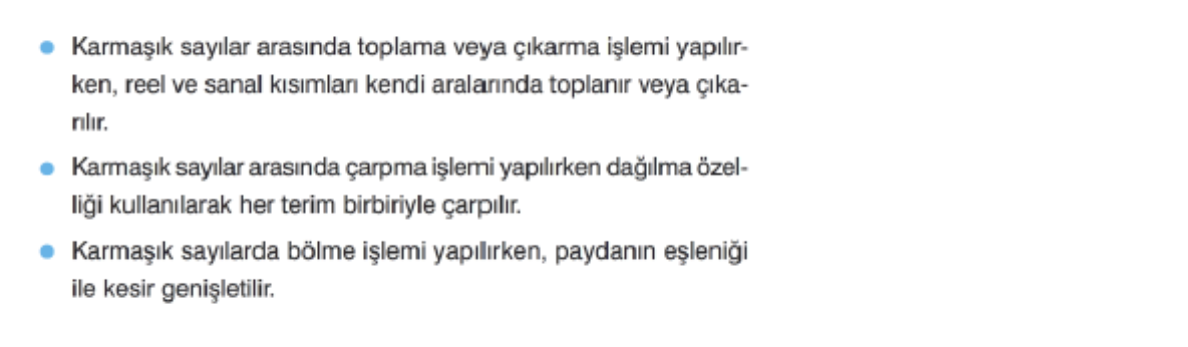 • Karmaşık sayılar arasında toplama veya çıkarma işlemi yapılır-
ken, reel ve sanal kısımları kendi aralarında toplanır veya çıka-
rılır.
• Karmaşık sayılar arasında çarpma işlemi yapılırken dağılma özel-
liği kullanılarak her terim birbiriyle çarpılır.
• Karmaşık sayılarda bölme işlemi yapılırken, paydanın eşleniği
ile kesir genişletilir.